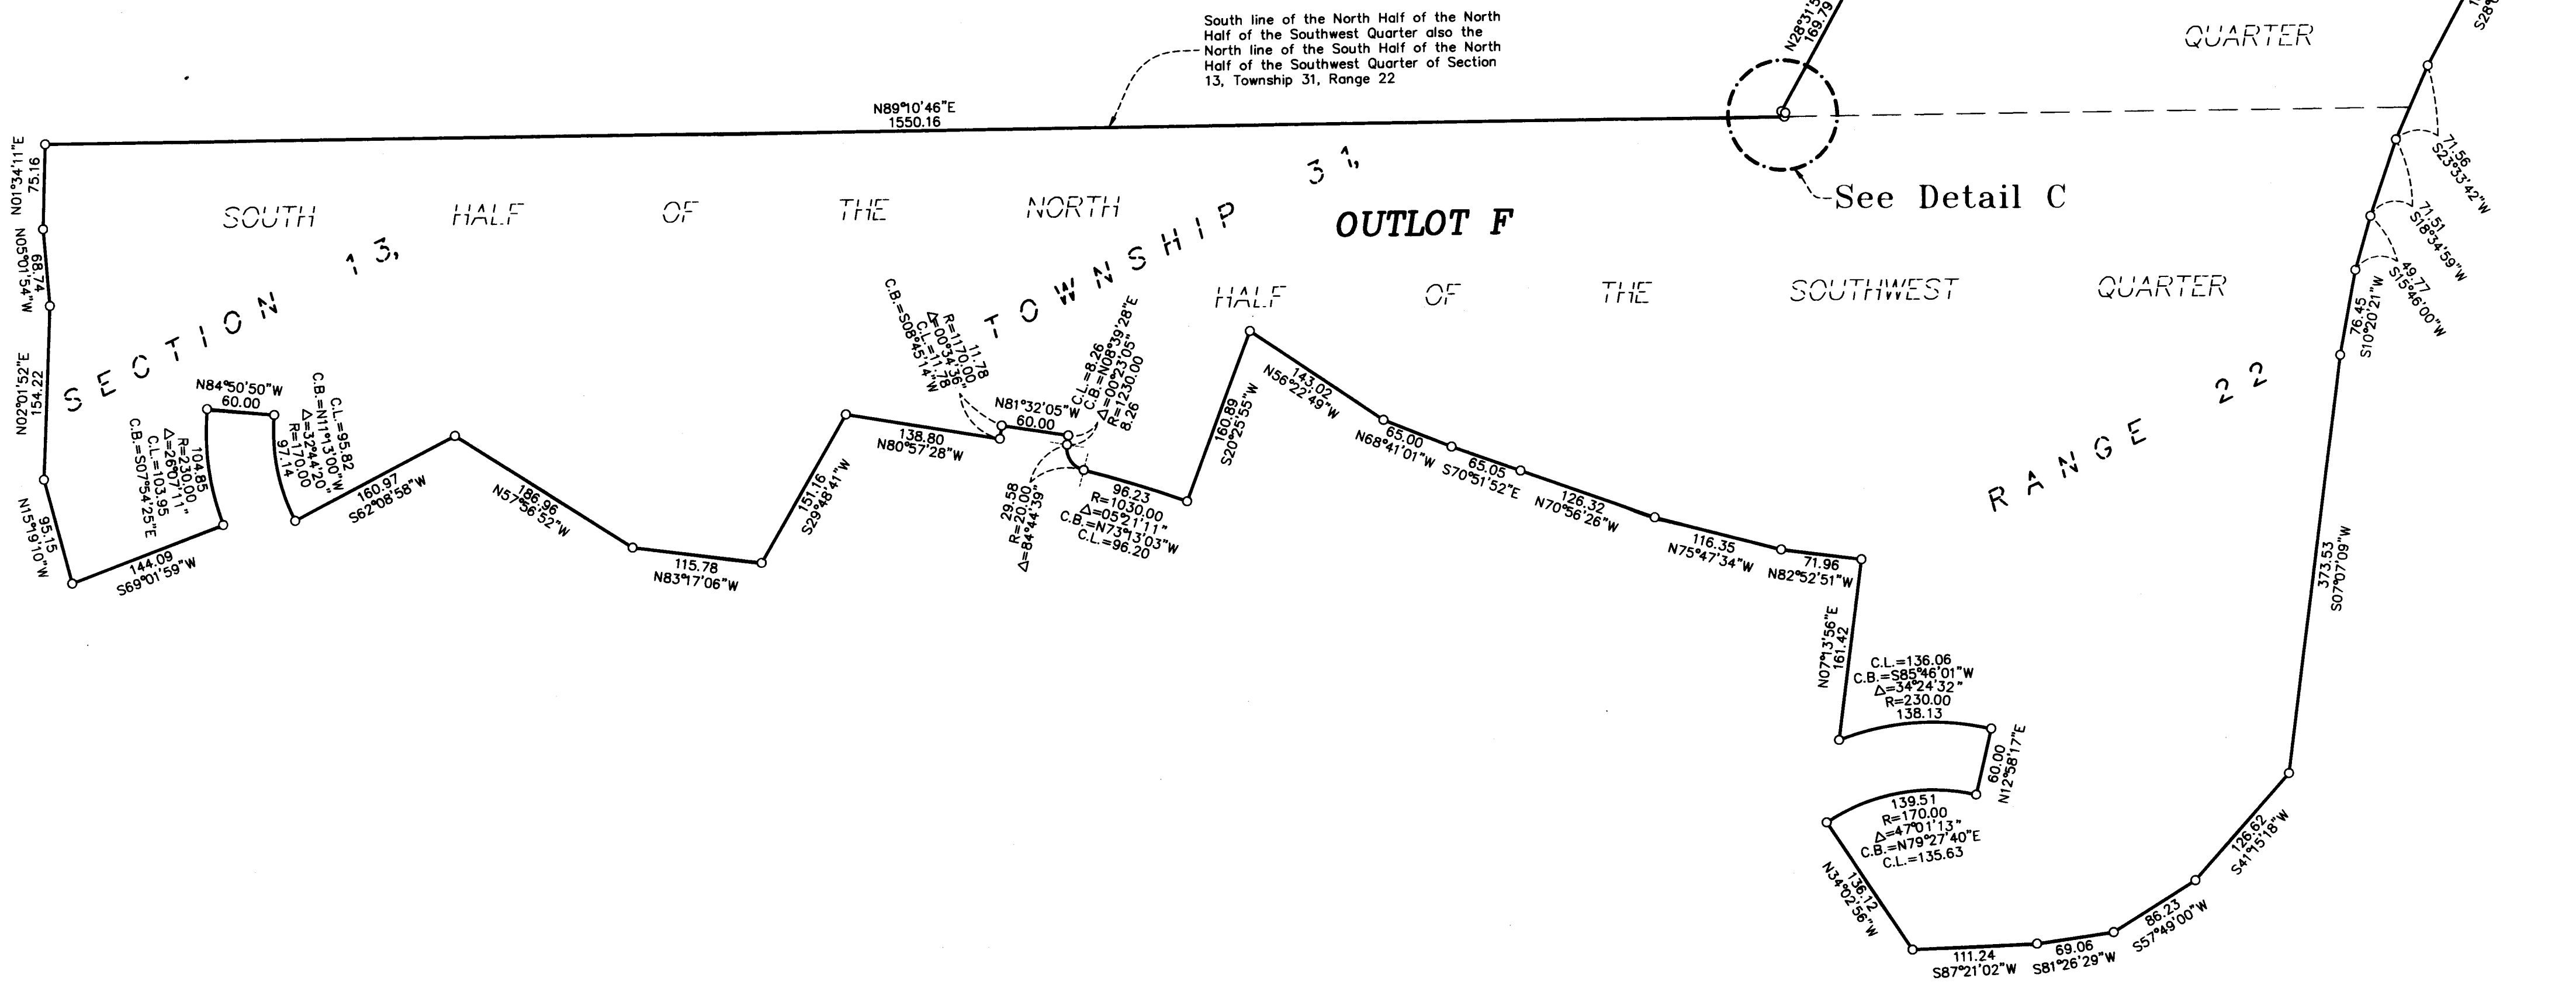 South line of the North Half of the North
Half of the Southwest Quarter also the
North line of the South Half of the North
Half of the Southwest Quarter of Section
13, Township 31, Range 22
N28°31'5
169.79
QUARTER
S28°
N89°10'46"E
1550.16
See Detail C
71.56
S23°33'42"W
71.51
S18°34'59"W
49.77
S15°46'00"W
76.45
S10°20'21"W
N01°34'11"E
75.16
N05°01'54"W
68.74
N02°01'52"E
154.22
N15°19'10"W
95.15
SOUTH HALF OF THE NORTH
OUTLOT F
HALF OF THE SOUTHWEST QUARTER
SECTION 13,
TOWNSHIP 31,
RANGE 22
144.09
S69°01'59"W
104.85
R=230.00
Δ=26°07'11"
C.L.=103.95
C.B.=S07°54'25"E
N84°50'50"W
60.00
C.L.=95.82
C.B.=N11°13'00"W
Δ=32°44'20"
R=170.00
97.14
160.97
S62°08'58"W
186.96
N57°56'52"W
115.78
N83°17'06"W
151.16
S29°48'41"W
138.80
N80°57'28"W
11.78
R=1170.00
Δ=00°34'36"
C.L.=11.78
C.B.=S08°45'14"W
N81°32'05"W
60.00
C.L.=8.26
C.B.=N08°39'28"E
Δ=00°23'05"
R=1230.00
8.26
29.58
R=20.00
Δ=84°44'39"
96.23
R=1030.00
Δ=05°21'11"
C.B.=N73°13'03"W
C.L.=96.20
160.89
S20°25'55"W
143.02
N56°22'49"W
65.00
N68°41'01"W
65.05
S70°51'52"E
126.32
N70°56'26"W
116.35
N75°47'34"W
71.96
N82°52'51"W
N07°13'56"E
161.42
C.L.=136.06
C.B.=S85°46'01"W
Δ=34°24'32"
R=230.00
138.13
60.00
N12°58'17"E
139.51
R=170.00
Δ=47°01'13"
C.B.=N79°27'40"E
C.L.=135.63
136.12
N34°02'56"W
111.24
S87°21'02"W
69.06
S81°26'29"W
86.23
S57°49'00"W
126.62
S41°15'18"W
373.53
S07°07'09"W